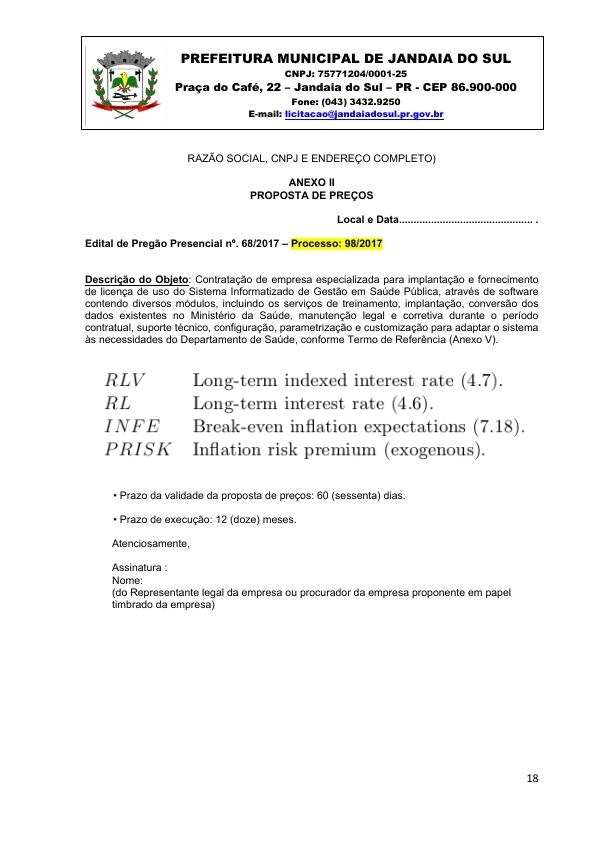 PREFEITURA MUNICIPAL DE JANDAIA DO SUL
CNPJ: 75771204/0001-25
Praça do Café, 22 – Jandaia do Sul – PR - CEP 86.900-000
Fone: (043) 3432.9250
E-mail: licitacao@jandaiadosul.pr.gov.br
RAZÃO SOCIAL, CNPJ E ENDEREÇO COMPLETO)
ANEXO II
PROPOSTA DE PREÇOS
Local e Data.............................................. .
Edital de Pregão Presencial nº. 68/2017 – Processo: 98/2017
Descrição do Objeto: Contratação de empresa especializada para implantação e fornecimento
de licença de uso do Sistema Informatizado de Gestão em Saúde Pública, através de software
contendo diversos módulos, incluindo os serviços de treinamento, implantação, conversão dos
dados existentes no Ministério da Saúde, manutenção legal e corretiva durante o período
contratual, suporte técnico, configuração, parametrização e customização para adaptar o sistema
às necessidades do Departamento de Saúde, conforme Termo de Referência (Anexo V).
RLV Long-term indexed interest rate (4.7).
RL Long-term interest rate (4.6).
INFE Break-even inflation expectations (7.18).
PRISK Inflation risk premium (exogenous).
• Prazo da validade da proposta de preços: 60 (sessenta) dias.
• Prazo de execução: 12 (doze) meses.
Atenciosamente,
Assinatura :
Nome:
(do Representante legal da empresa ou procurador da empresa proponente em papel
timbrado da empresa)
18